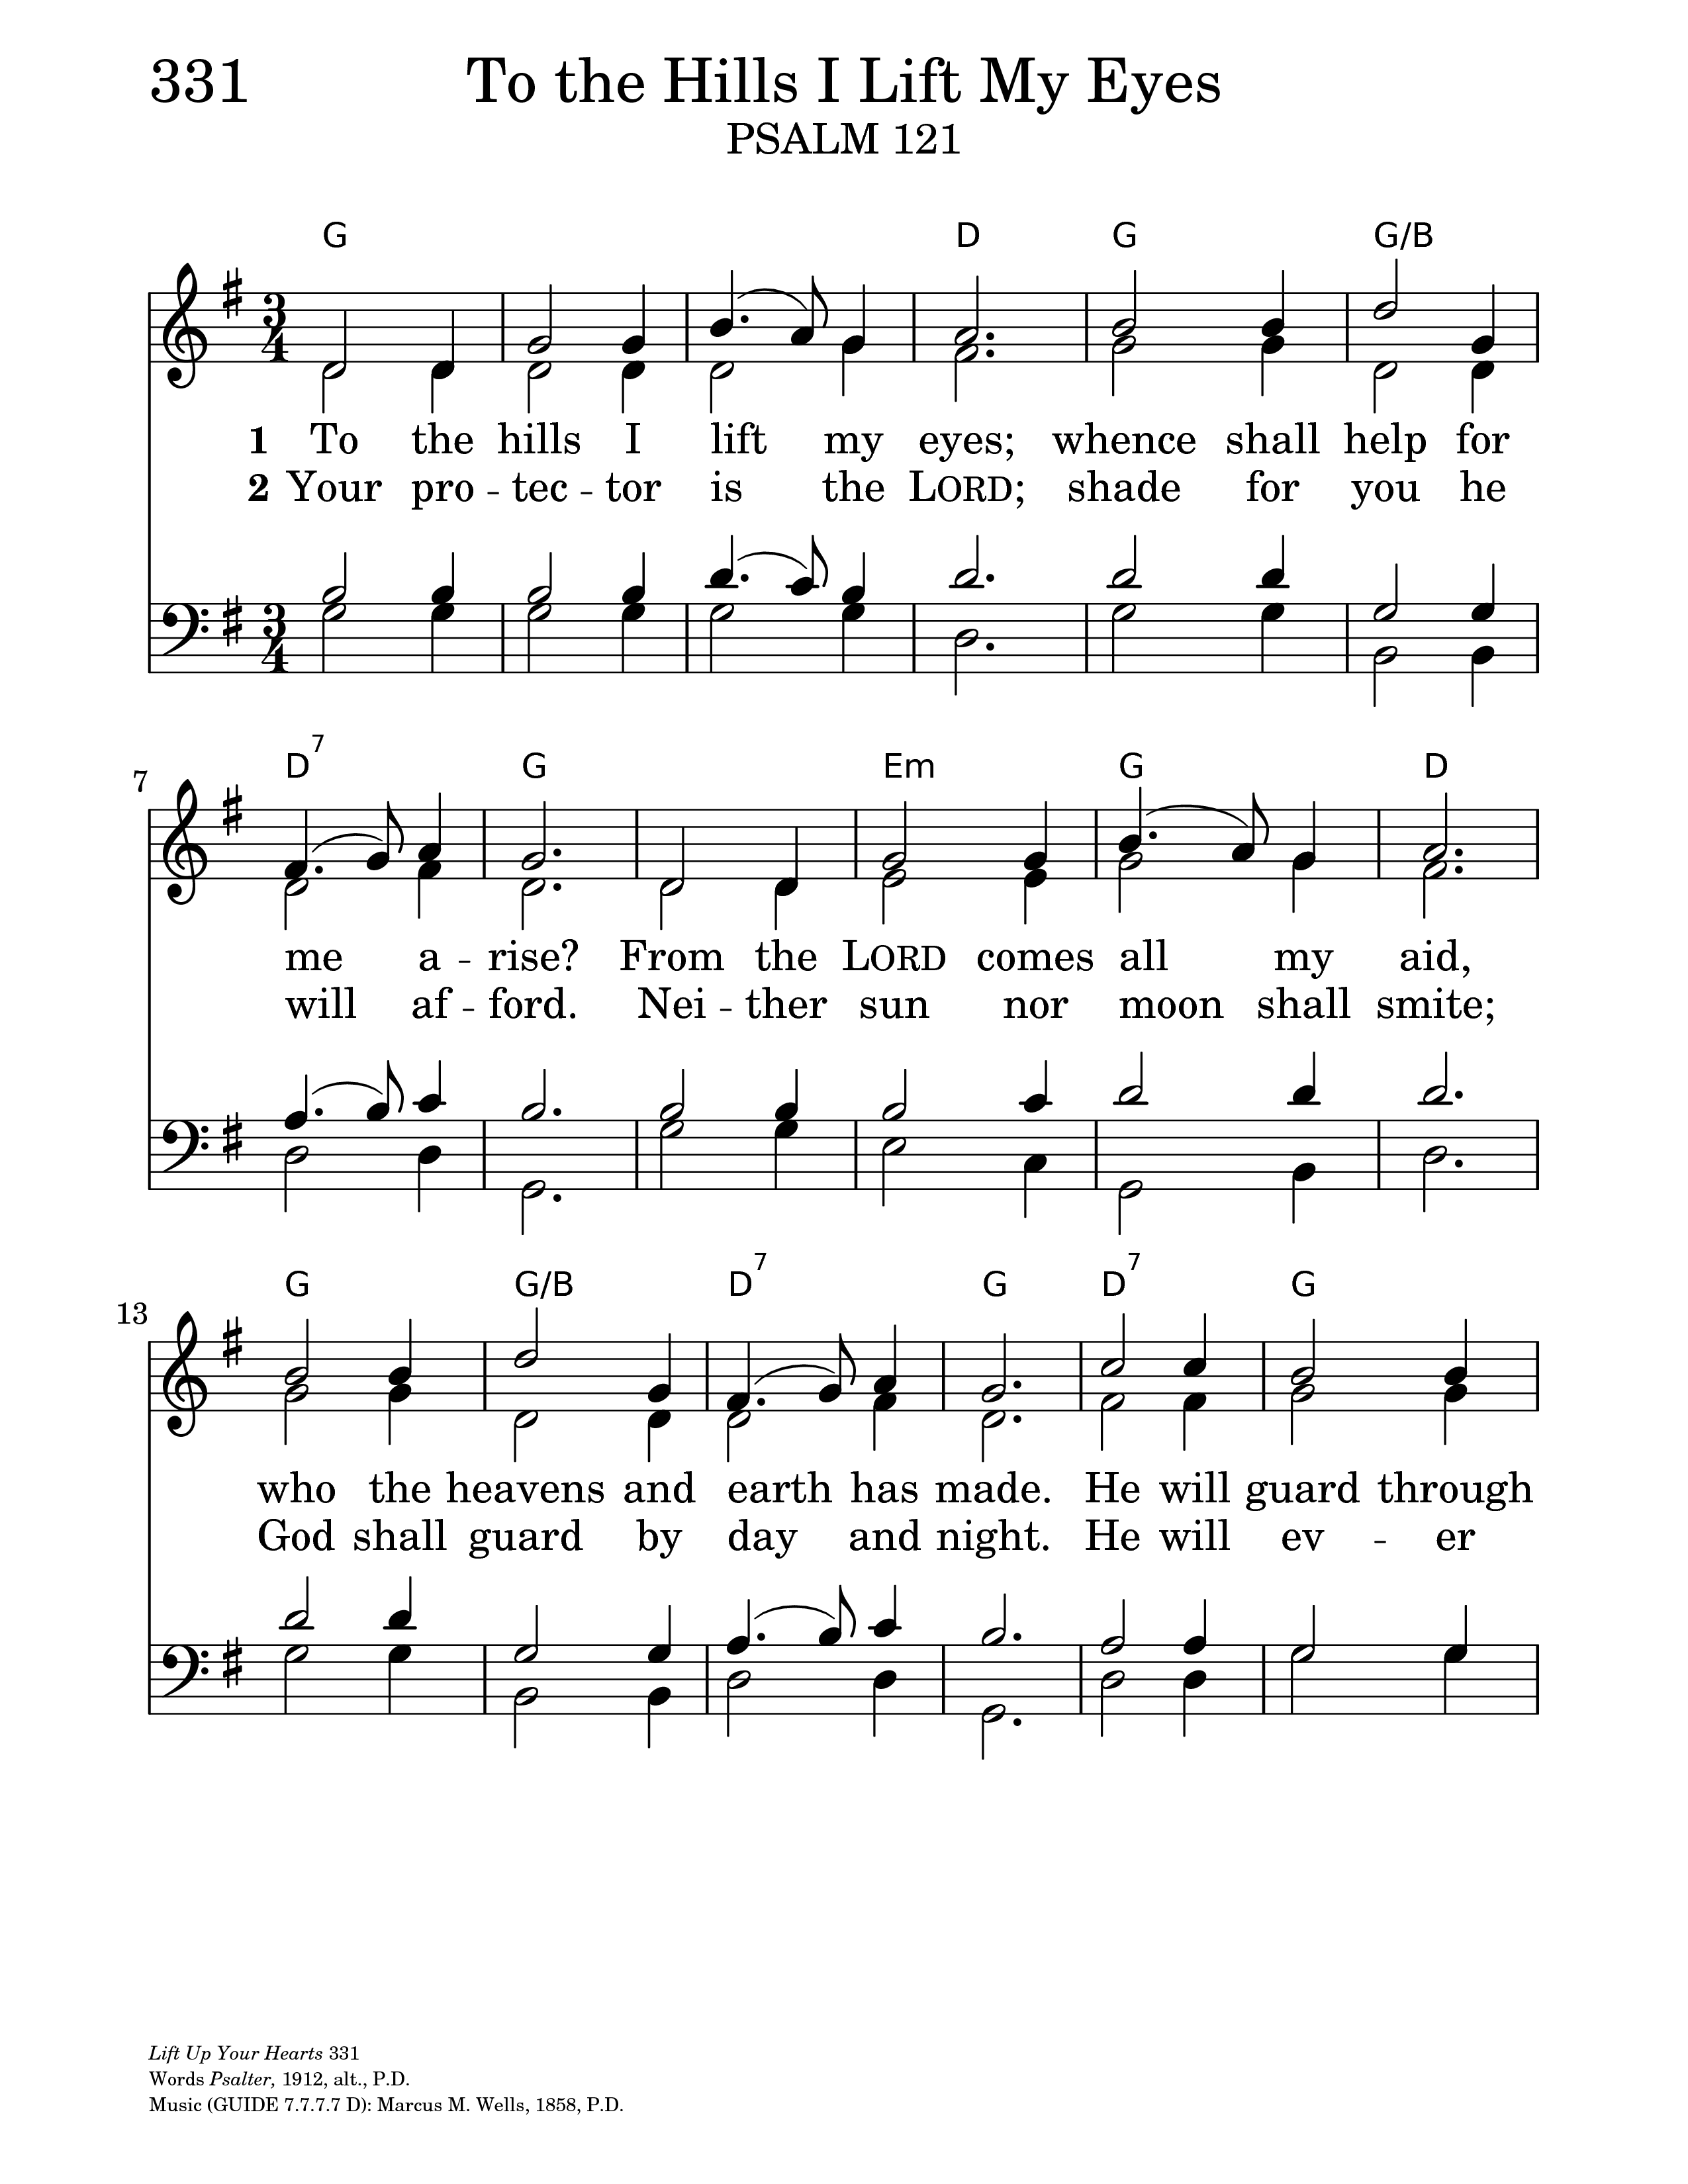 331 To the Hills I Lift My Eyes
PSALM 121
G D G G/B
3
4
1 To the hills I lift my eyes; whence shall help for
2 Your pro - tec - tor is the LORD; shade for you he
3
4
D7 G Em G D
7
me a - rise? From the LORD comes all my aid,
will af - ford. Nei - ther sun nor moon shall smite;
G G/B D7 G D7 G
13
who the heavens and earth has made. He will guard through
God shall guard by day and night. He will ev - er
Lift Up Your Hearts 331
Words Psalter, 1912, alt., P.D.
Music (GUIDE 7.7.7.7 D): Marcus M. Wells, 1858, P.D.